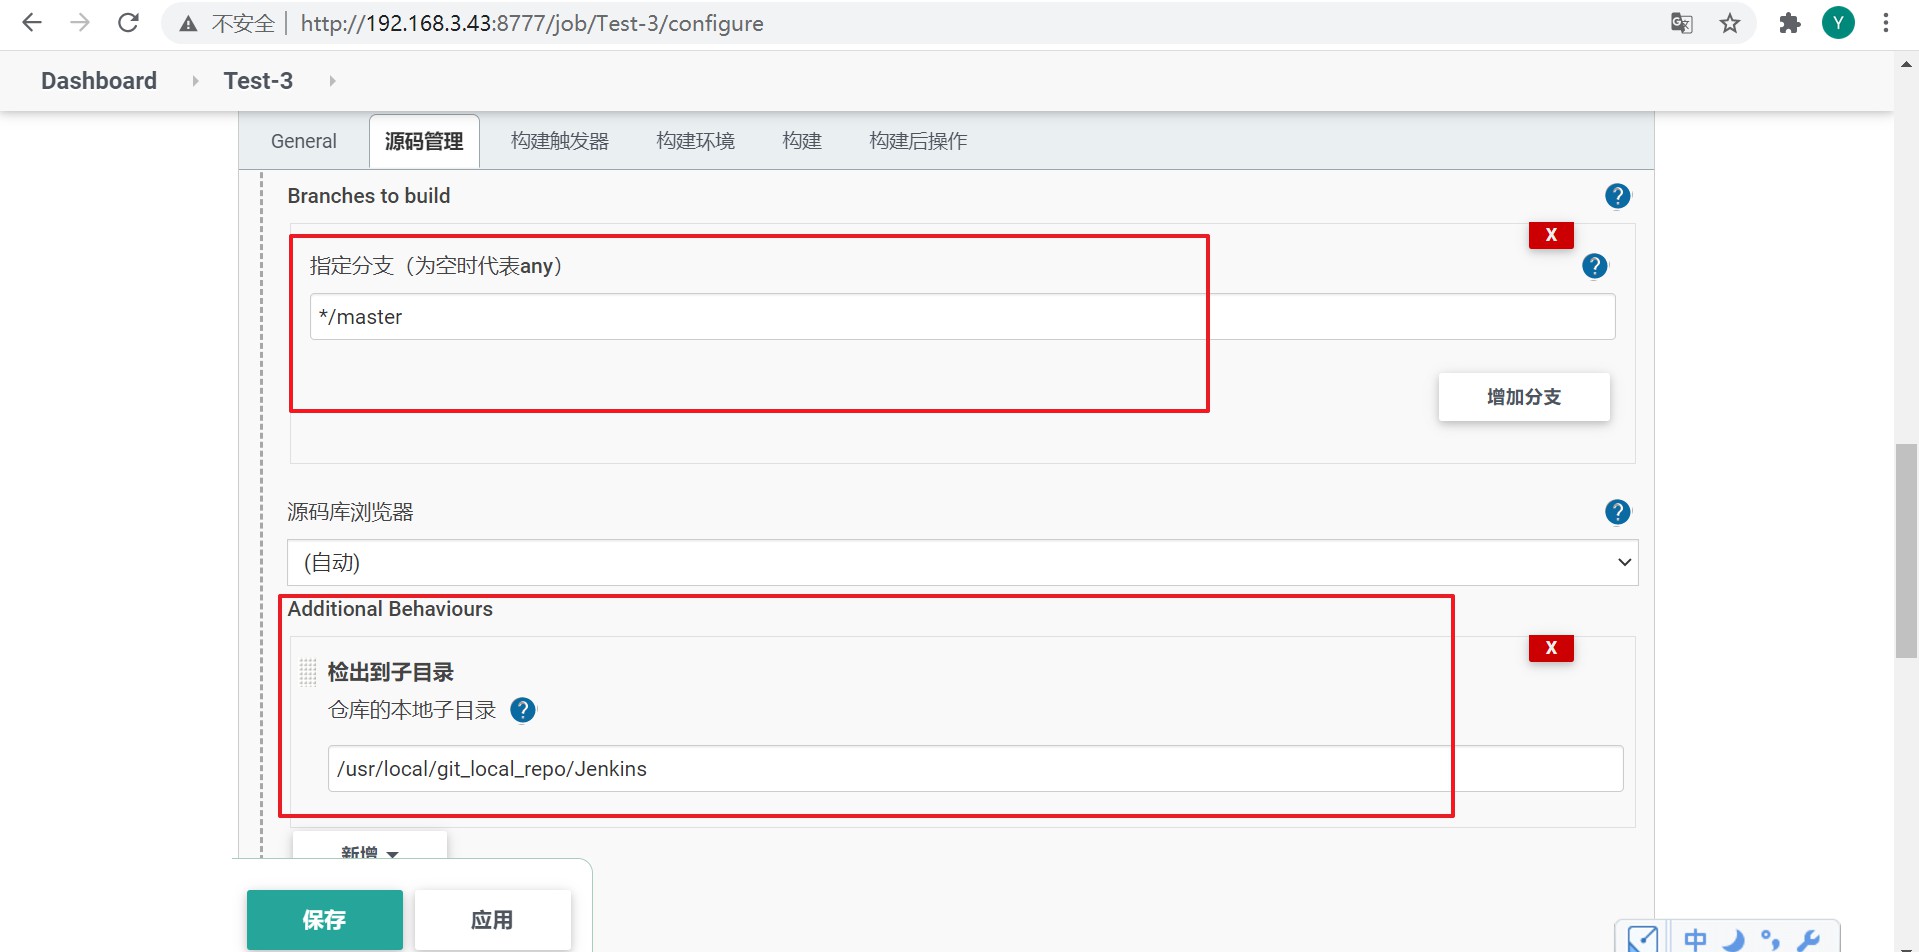 不安全 | http://192.168.3.43:8777/job/Test-3/configure
Y
Dashboard
Test-3
General
源码管理
构建触发器
构建环境
构建
构建后操作
Branches to build
?
X
指定分支（为空时代表any）
?
*/master
增加分支
源码库浏览器
?
(自动)
Additional Behaviours
X
检出到子目录
仓库的本地子目录
?
/usr/local/git_local_repo/Jenkins
新增
保存
应用
中